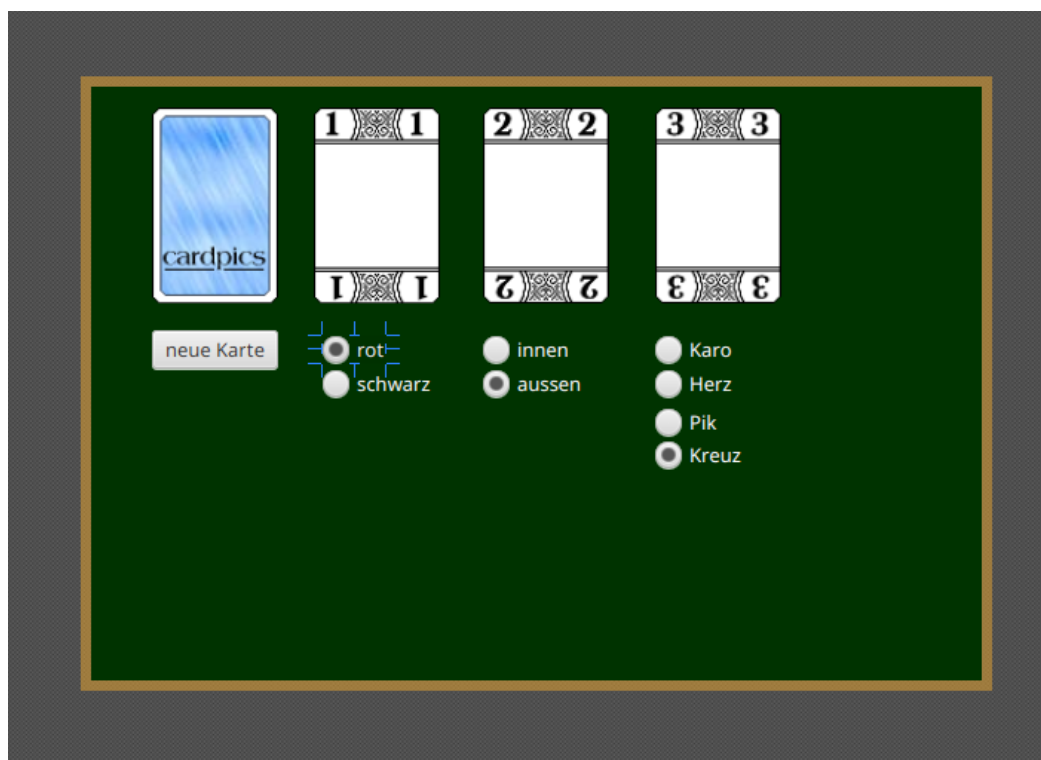 1 1
2 2
3 3
cardpics
1 1
2 2
3 3
neue Karte
rot
schwarz
innen
aussen
Karo
Herz
Pik
Kreuz